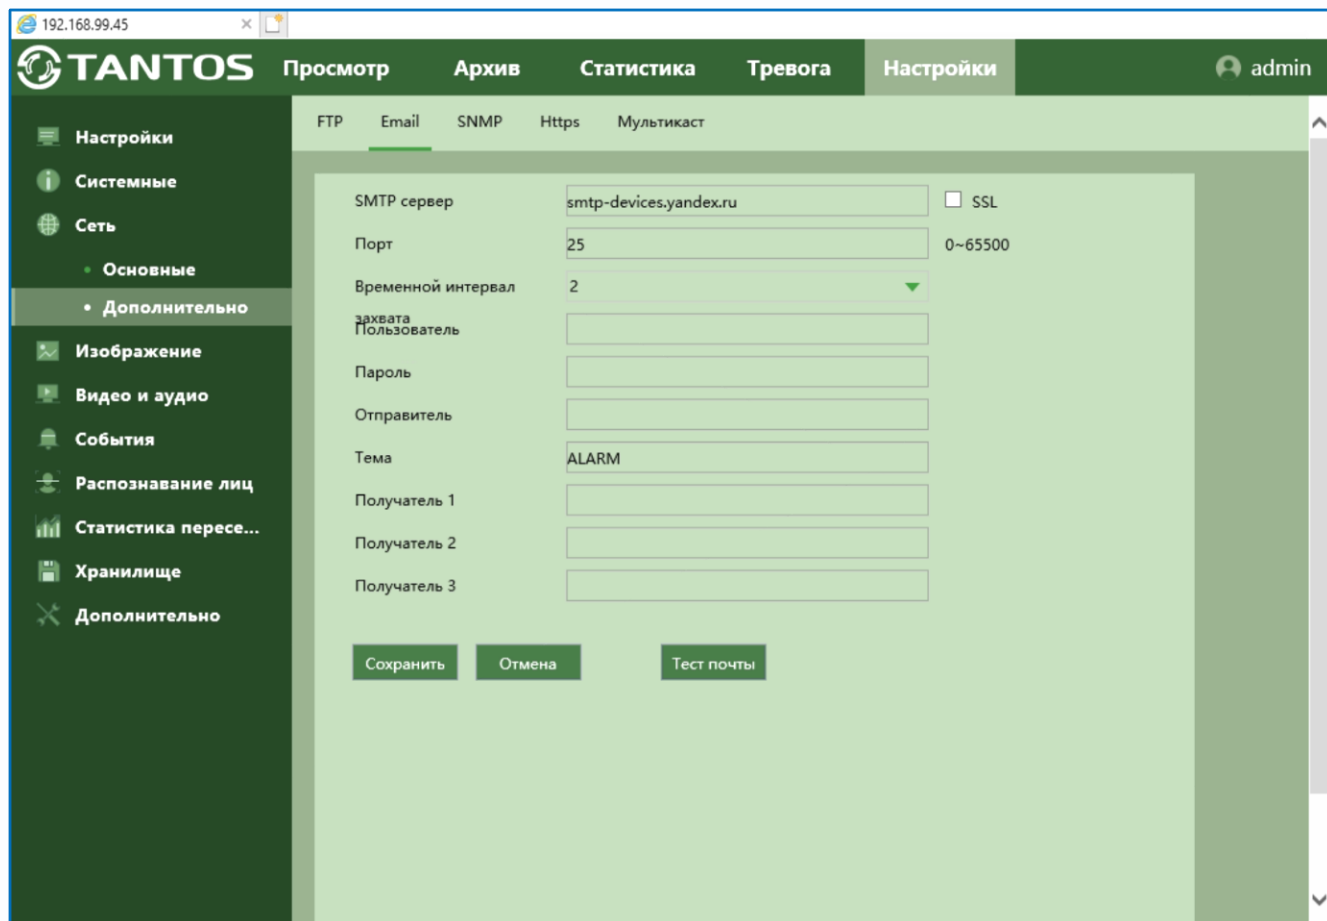 192.168.99.45
TANTOS Просмотр Архив Статистика Тревога Настройки admin
FTP Email SNMP Https Мультикаст
Настройки
Системные
Сеть
Основные
Дополнительно
Изображение
Видео и аудио
События
Распознавание лиц
Статистика пересе...
Хранилище
Дополнительно
SMTP сервер smtp-devices.yandex.ru SSL
Порт 25 0~65500
Временной интервал 2
захвата
Пользователь
Пароль
Отправитель
Тема ALARM
Получатель 1
Получатель 2
Получатель 3
Сохранить Отмена Тест почты